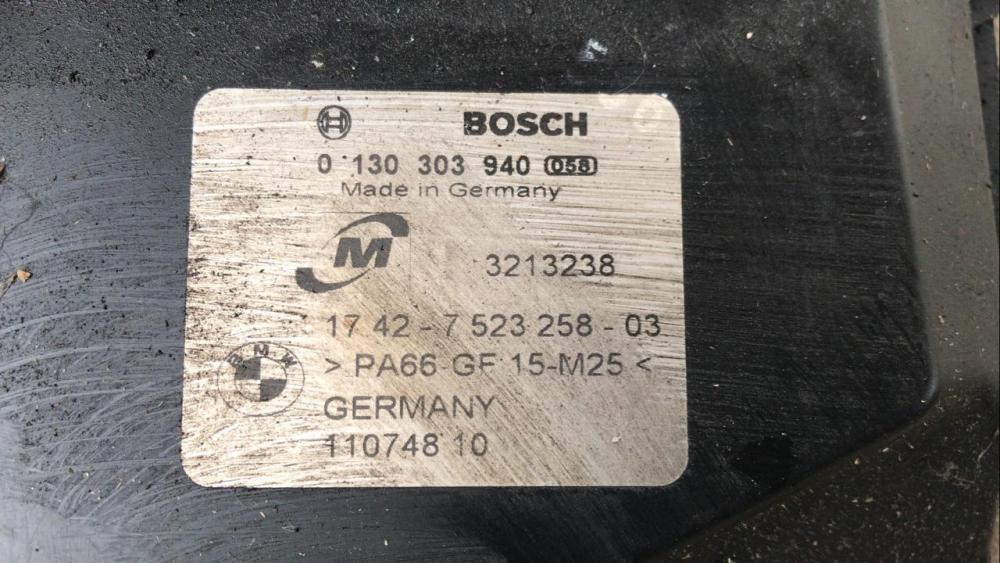 BOSCH
0 130 303 940 058
Made in Germany
M 3213238
17 42 - 7 523 258 - 03
BMW
> PA66 GF 15-M25 <
GERMANY
110748 10